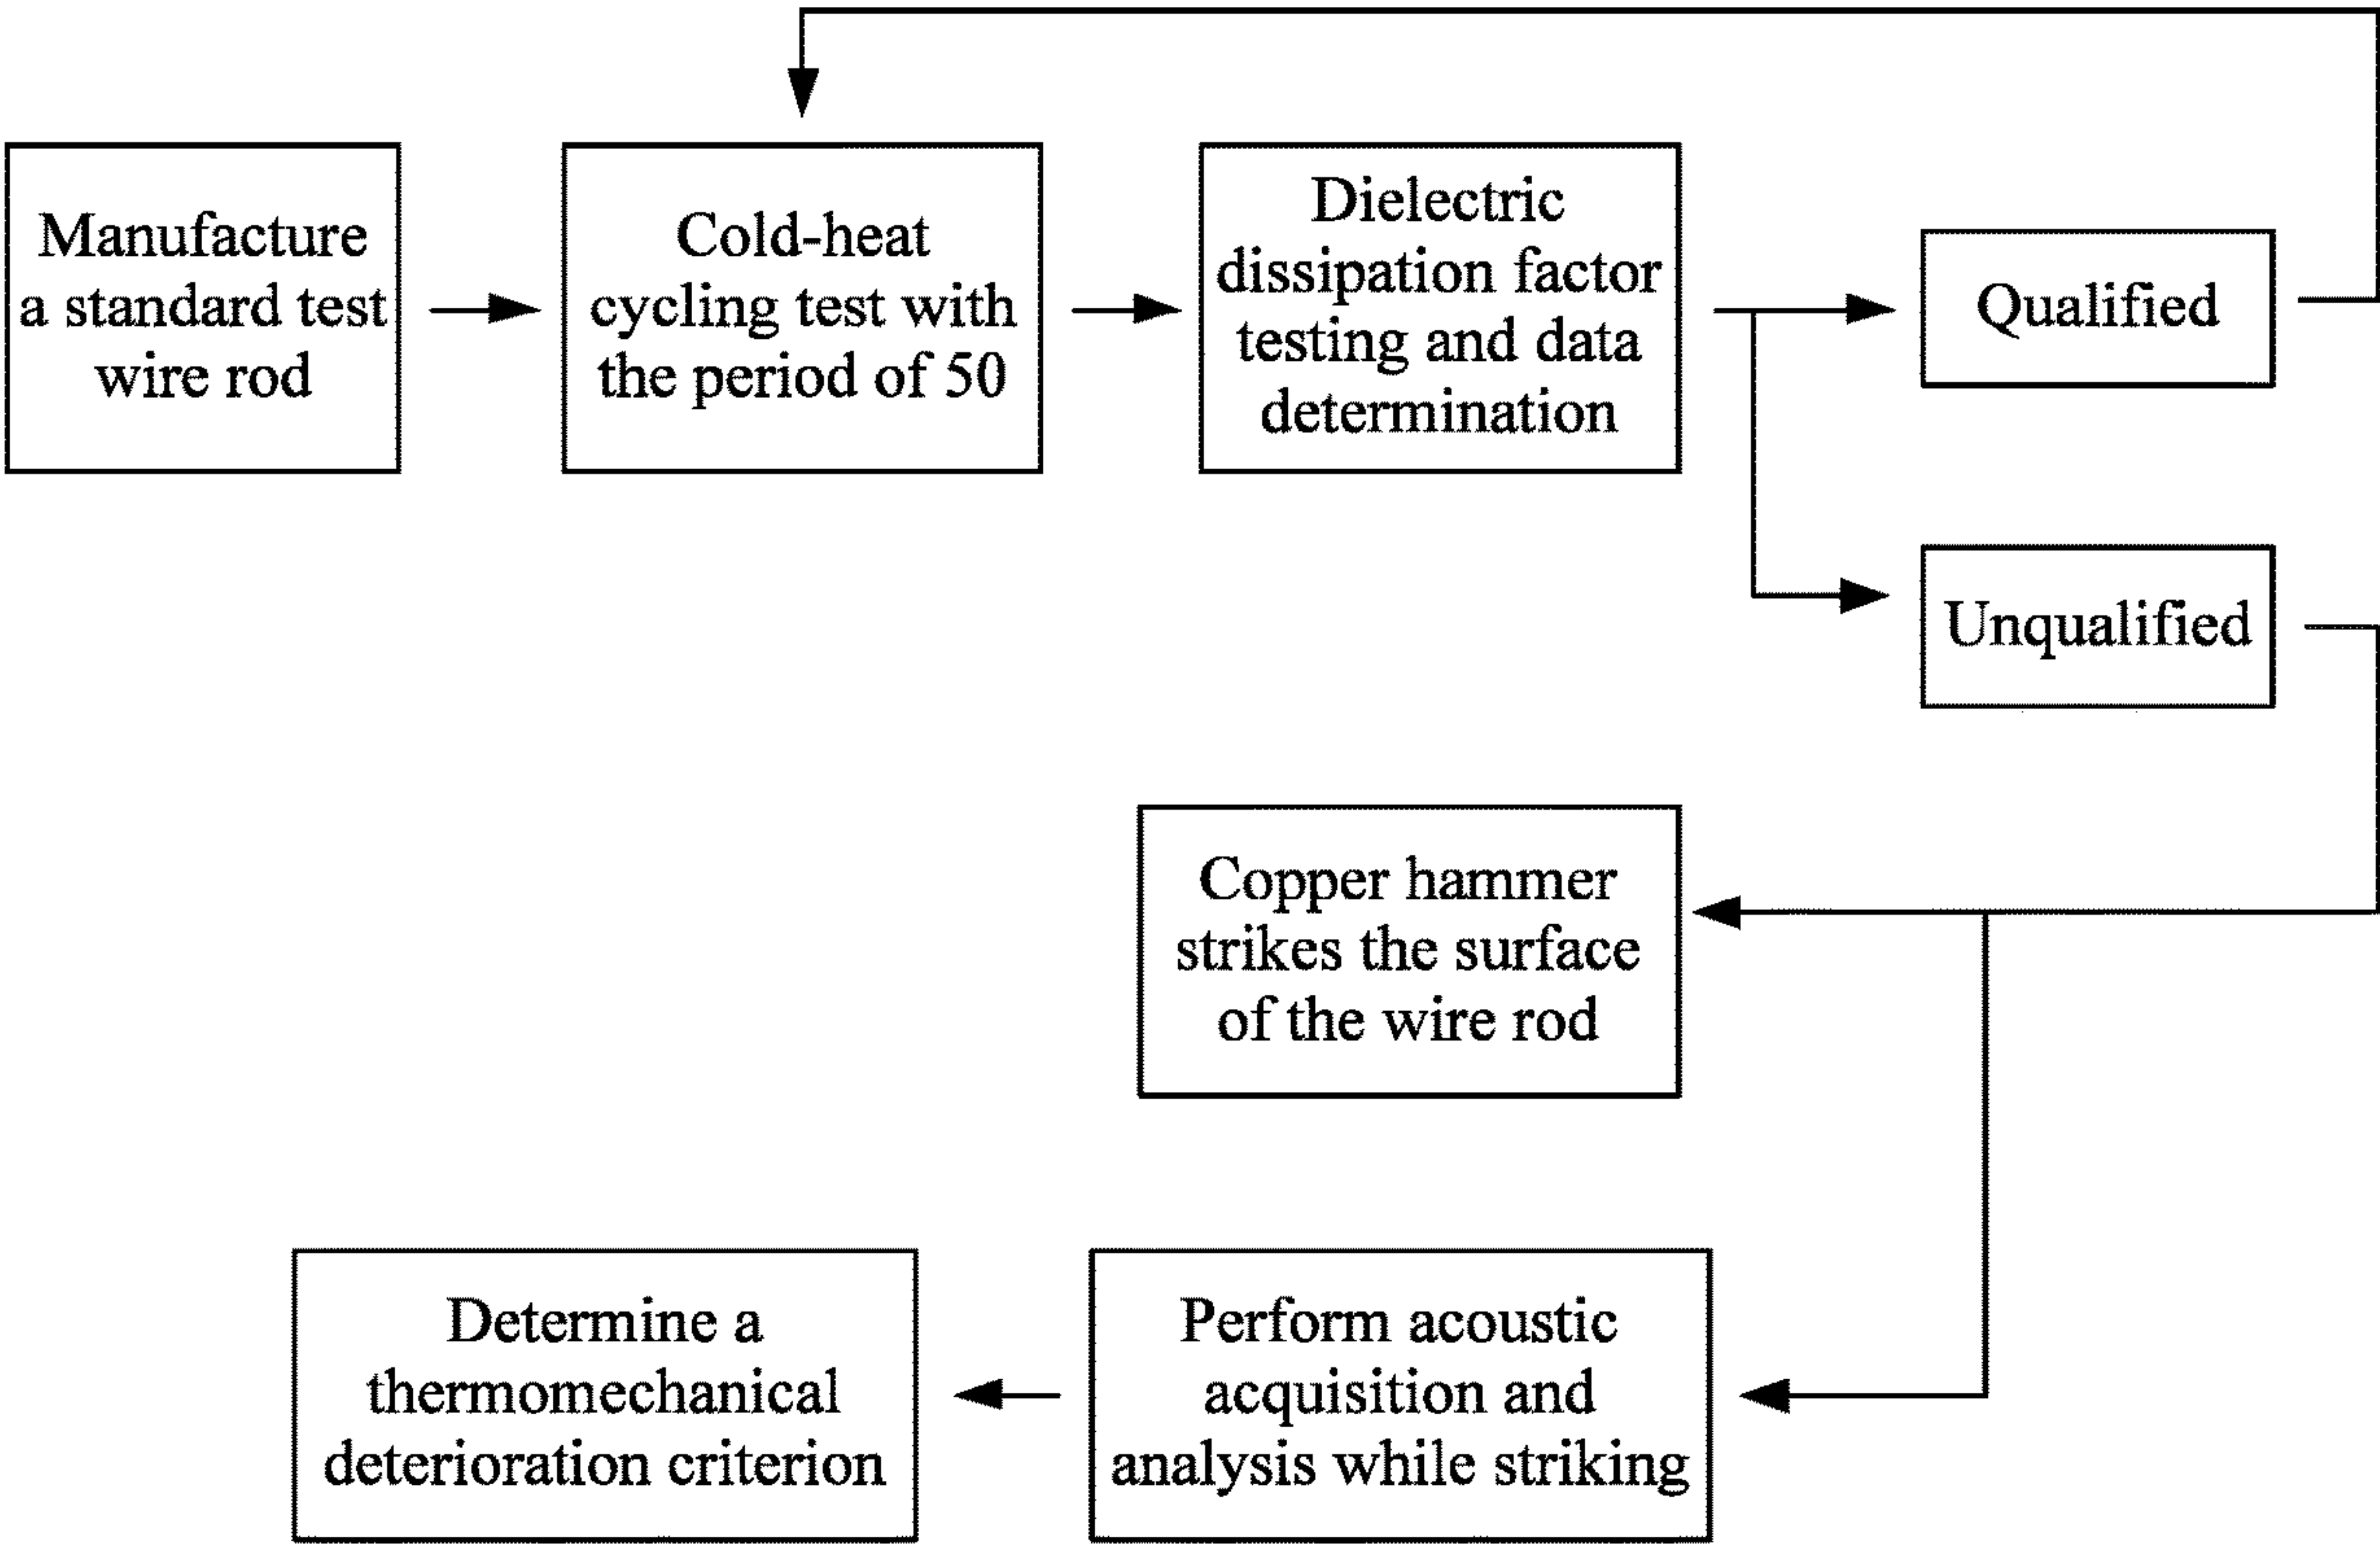 Manufacture
a standard test
wire rod
Cold-heat
cycling test with
the period of 50
Dielectric
dissipation factor
testing and data
determination
Qualified
Unqualified
Copper hammer
strikes the surface
of the wire rod
Perform acoustic
acquisition and
analysis while striking
Determine a
thermomechanical
deterioration criterion